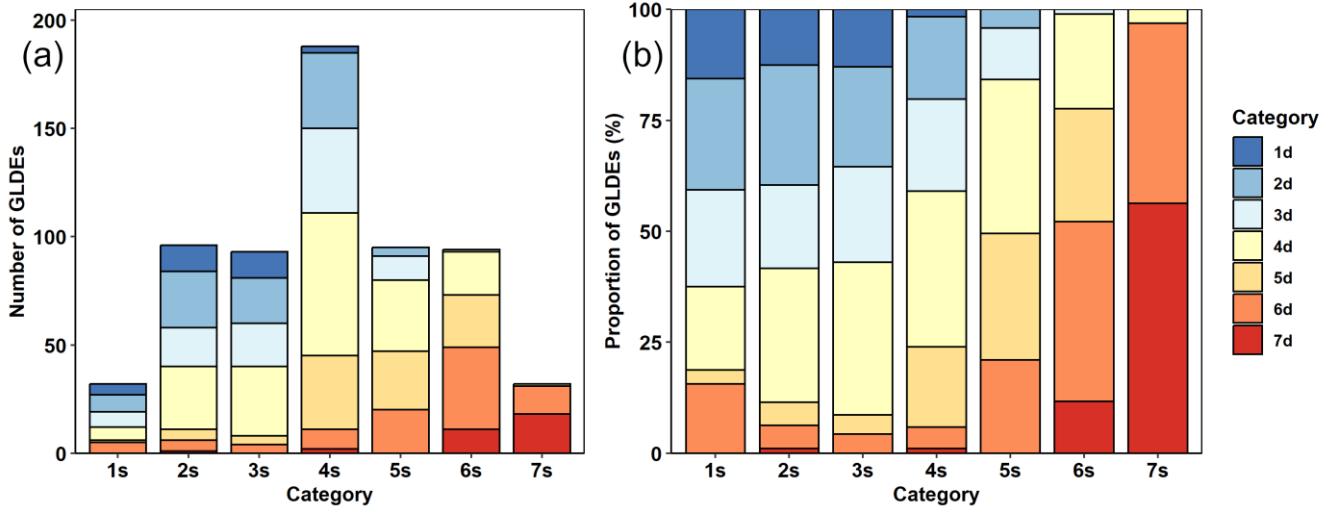 (a)
Number of GLDEs
200
150
100
50
0
1s 2s 3s 4s 5s 6s 7s
Category
(b)
Proportion of GLDEs (%)
100
75
50
25
0
1s 2s 3s 4s 5s 6s 7s
Category
Category
1d
2d
3d
4d
5d
6d
7d